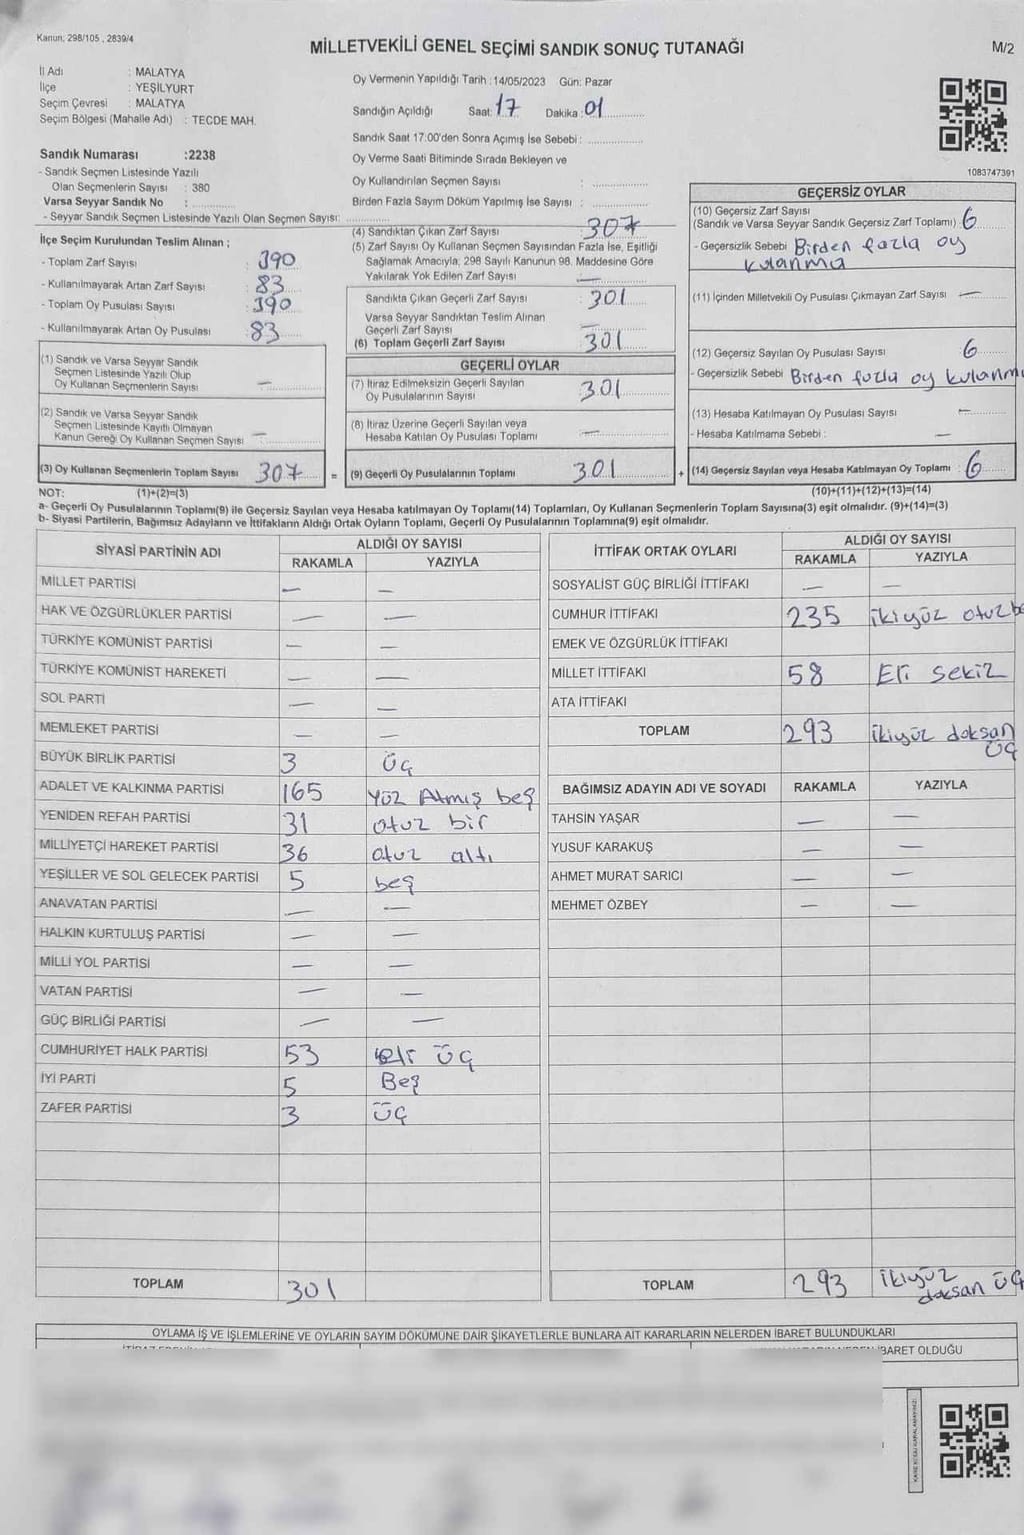 Kanun; 298/105 , 2839/4
MİLLETVEKİLİ GENEL SEÇİMİ SANDIK SONUÇ TUTANAĞI
M/2
İl Adı : MALATYA
İlçe : YEŞİLYURT
Seçim Çevresi : MALATYA
Seçim Bölgesi (Mahalle Adı) : TECDE MAH.
Oy Vermenin Yapıldığı Tarih :14/05/2023 Gün: Pazar
Sandığın Açıldığı Saat: 17 Dakika: 01
Sandık Saat 17:00'den Sonra Açımış İse Sebebi :
Oy Verme Saati Bitiminde Sırada Bekleyen ve
Oy Kullandırılan Seçmen Sayısı :
Birden Fazla Sayım Döküm Yapılmış İse Sayısı :
1083747391
Sandık Numarası :2238
- Sandık Seçmen Listesinde Yazılı
Olan Seçmenlerin Sayısı : 380
Varsa Seyyar Sandık No :
- Seyyar Sandık Seçmen Listesinde Yazılı Olan Seçmen Sayısı:
İlçe Seçim Kurulundan Teslim Alınan ;
- Toplam Zarf Sayısı : 390
- Kullanılmayarak Artan Zarf Sayısı : 83
- Toplam Oy Pusulası Sayısı : 390
- Kullanılmayarak Artan Oy Pusulası : 83
(1) Sandık ve Varsa Seyyar Sandık
Seçmen Listesinde Yazılı Olup
Oy Kullanan Seçmenlerin Sayısı : —
(2) Sandık ve Varsa Seyyar Sandık
Seçmen Listesinde Kayıtlı Olmayan
Kanun Gereği Oy Kullanan Seçmen Sayısı : —
(3) Oy Kullanan Seçmenlerin Toplam Sayısı 307 =
(4) Sandıktan Çıkan Zarf Sayısı : 307
(5) Zarf Sayısı Oy Kullanan Seçmen Sayısından Fazla İse, Eşitliği
Sağlamak Amacıyla; 298 Sayılı Kanunun 98. Maddesine Göre
Yakılarak Yok Edilen Zarf Sayısı : —
Sandıkta Çıkan Geçerli Zarf Sayısı : 301
Varsa Seyyar Sandıktan Teslim Alınan
Geçerli Zarf Sayısı : —
(6) Toplam Geçerli Zarf Sayısı : 301
GEÇERLİ OYLAR
(7) İtiraz Edilmeksizin Geçerli Sayılan
Oy Pusulalarının Sayısı : 301
(8) İtiraz Üzerine Geçerli Sayılan veya
Hesaba Katılan Oy Pusulası Toplamı : —
(9) Geçerli Oy Pusulalarının Toplamı 301 +
GEÇERSİZ OYLAR
(10) Geçersiz Zarf Sayısı
(Sandık ve Varsa Seyyar Sandık Geçersiz Zarf Toplamı) : 6
- Geçersizlik Sebebi Birden fazla oy
kulanma
(11) İçinden Milletvekili Oy Pusulası Çıkmayan Zarf Sayısı : —
(12) Geçersiz Sayılan Oy Pusulası Sayısı : 6
- Geçersizlik Sebebi Birden fazla oy kulanm
(13) Hesaba Katılmayan Oy Pusulası Sayısı : —
- Hesaba Katılmama Sebebi : —
(14) Geçersiz Sayılan veya Hesaba Katılmayan Oy Toplamı : 6
NOT: (1)+(2)=(3)
(10)+(11)+(12)+(13)=(14)
a- Geçerli Oy Pusulalarının Toplamı(9) ile Geçersiz Sayılan veya Hesaba katılmayan Oy Toplamı(14) Toplamları, Oy Kullanan Seçmenlerin Toplam Sayısına(3) eşit olmalıdır. (9)+(14)=(3)
b- Siyasi Partilerin, Bağımsız Adayların ve İttifakların Aldığı Ortak Oyların Toplamı, Geçerli Oy Pusulalarının Toplamına(9) eşit olmalıdır.
SİYASİ PARTİNİN ADI ALDIĞI OY SAYISI
RAKAMLA YAZIYLA
MİLLET PARTİSİ — —
HAK VE ÖZGÜRLÜKLER PARTİSİ — —
TÜRKİYE KOMÜNİST PARTİSİ — —
TÜRKİYE KOMÜNİST HAREKETİ — —
SOL PARTİ — —
MEMLEKET PARTİSİ — —
BÜYÜK BİRLİK PARTİSİ 3 üç
ADALET VE KALKINMA PARTİSİ 165 Yüz Atmış beş
YENİDEN REFAH PARTİSİ 31 otuz bir
MİLLİYETÇİ HAREKET PARTİSİ 36 otuz altı
YEŞİLLER VE SOL GELECEK PARTİSİ 5 beş
ANAVATAN PARTİSİ — —
HALKIN KURTULUŞ PARTİSİ — —
MİLLİ YOL PARTİSİ — —
VATAN PARTİSİ — —
GÜÇ BİRLİĞİ PARTİSİ — —
CUMHURİYET HALK PARTİSİ 53 elli üç
İYİ PARTİ 5 Beş
ZAFER PARTİSİ 3 üç
TOPLAM 301
İTTİFAK ORTAK OYLARI ALDIĞI OY SAYISI
RAKAMLA YAZIYLA
SOSYALİST GÜÇ BİRLİĞİ İTTİFAKI — —
CUMHUR İTTİFAKI 235 ikiyüz otuz be
EMEK VE ÖZGÜRLÜK İTTİFAKI
MİLLET İTTİFAKI 58 Eli Sekiz
ATA İTTİFAKI
TOPLAM 293 ikiyüz doksan
üç
BAĞIMSIZ ADAYIN ADI VE SOYADI RAKAMLA YAZIYLA
TAHSİN YAŞAR — —
YUSUF KARAKUŞ — —
AHMET MURAT SARICI — —
MEHMET ÖZBEY — —
TOPLAM 293 ikiyüz
doksan üç
OYLAMA İŞ VE İŞLEMLERİNE VE OYLARIN SAYIM DÖKÜMÜNE DAİR ŞİKAYETLERLE BUNLARA AİT KARARLARIN NELERDEN İBARET BULUNDUKLARI
İBARET OLDUĞU